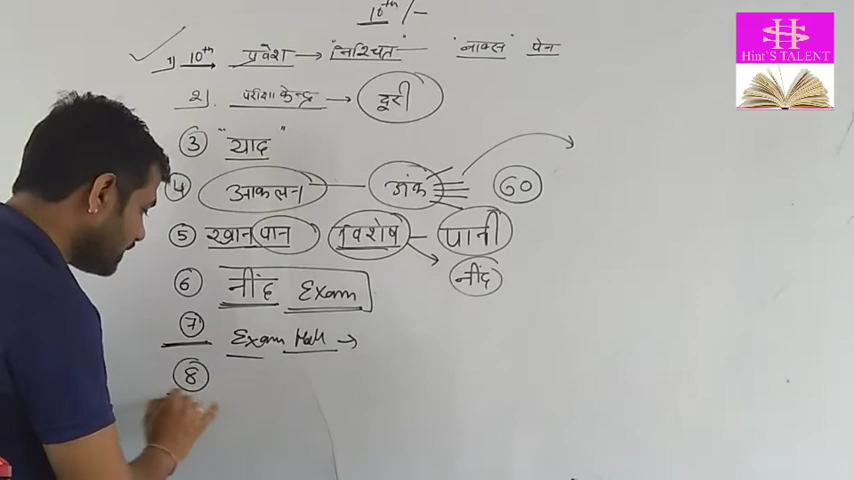 10th /-
1) 10th प्रवेश → निश्चित "बाक्स" पेन
2). परीक्षा केन्द्र → दूरी
3 "याद"
4 आकलन अंक 60
5 खान पान विशेष - पानी
नींद
6 नींद Exam
7 Exam Hall →
8
HS
Hint'S TALENT